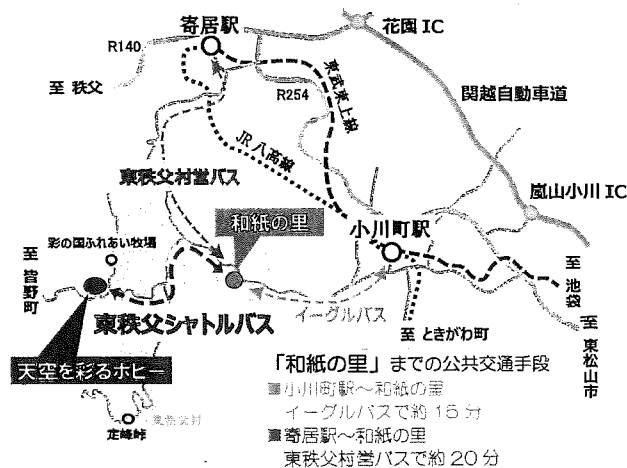 寄居駅
花園IC
R140
至 秩父
R254
東武東上線
関越自動車道
JR八高線
東秩父村営バス
嵐山小川IC
和紙の里
小川町駅
彩の国ふれあい牧場
至 皆野町
至 池袋
東秩父シャトルバス
イーグルバス
至 ときがわ町
至 東松山市
天空を彩るポピー
「和紙の里」までの公共交通手段
■小川町駅～和紙の里
イーグルバスで約15分
■寄居駅～和紙の里
東秩父村営バスで約20分
東秩父村
定峰峠